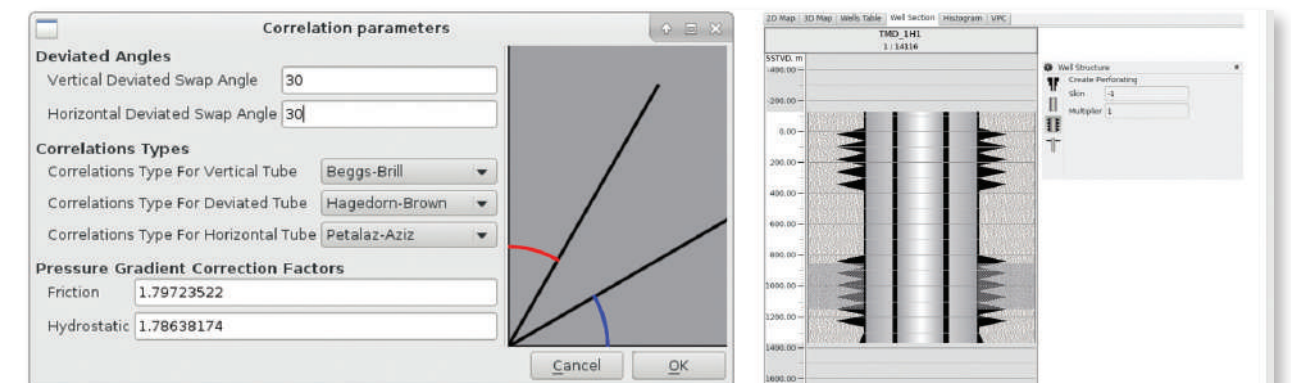 Correlation parameters
Deviated Angles
Vertical Deviated Swap Angle 30
Horizontal Deviated Swap Angle 30
Correlations Types
Correlations Type For Vertical Tube Beggs-Brill
Correlations Type For Deviated Tube Hagedorn-Brown
Correlations Type For Horizontal Tube Petalaz-Aziz
Pressure Gradient Correction Factors
Friction 1.79723522
Hydrostatic 1.78638174
Cancel OK
2D Map 3D Map Wells Table Well Section Histogram VPC
TMD_1H1
1 : 14116
SSTVD, m
-400.00
-200.00
0.00
200.00
400.00
600.00
800.00
1000.00
1200.00
1400.00
1600.00
Well Structure
Create Perforating
Skin -1
Multiplier 1